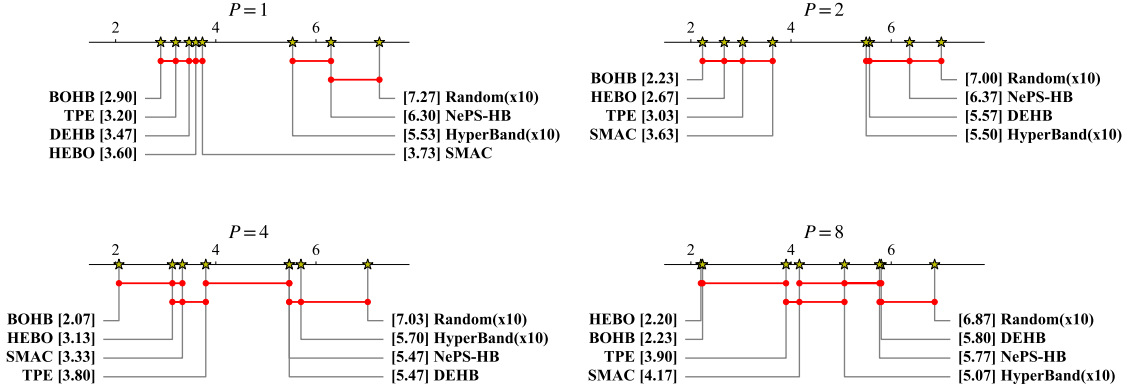 P = 1
2 4 6
BOHB [2.90]
TPE [3.20]
DEHB [3.47]
HEBO [3.60]
[7.27] Random(x10)
[6.30] NePS-HB
[5.53] HyperBand(x10)
[3.73] SMAC
P = 2
2 4 6
BOHB [2.23]
HEBO [2.67]
TPE [3.03]
SMAC [3.63]
[7.00] Random(x10)
[6.37] NePS-HB
[5.57] DEHB
[5.50] HyperBand(x10)
P = 4
2 4 6
BOHB [2.07]
HEBO [3.13]
SMAC [3.33]
TPE [3.80]
[7.03] Random(x10)
[5.70] HyperBand(x10)
[5.47] NePS-HB
[5.47] DEHB
P = 8
2 4 6
HEBO [2.20]
BOHB [2.23]
TPE [3.90]
SMAC [4.17]
[6.87] Random(x10)
[5.80] DEHB
[5.77] NePS-HB
[5.07] HyperBand(x10)